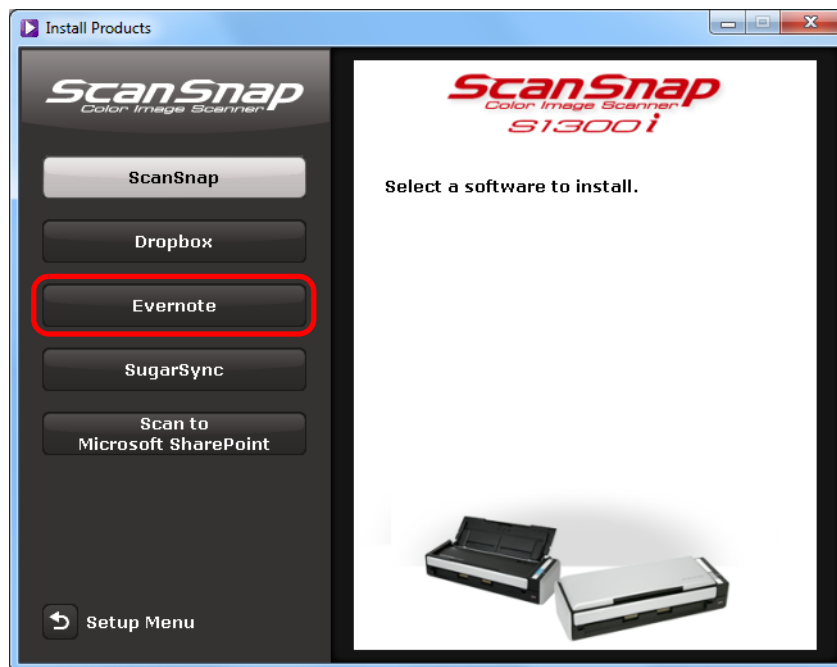 Install Products
ScanSnap
Color Image Scanner
ScanSnap
Dropbox
Evernote
SugarSync
Scan to
Microsoft SharePoint
Setup Menu
ScanSnap
Color Image Scanner
S1300i
Select a software to install.